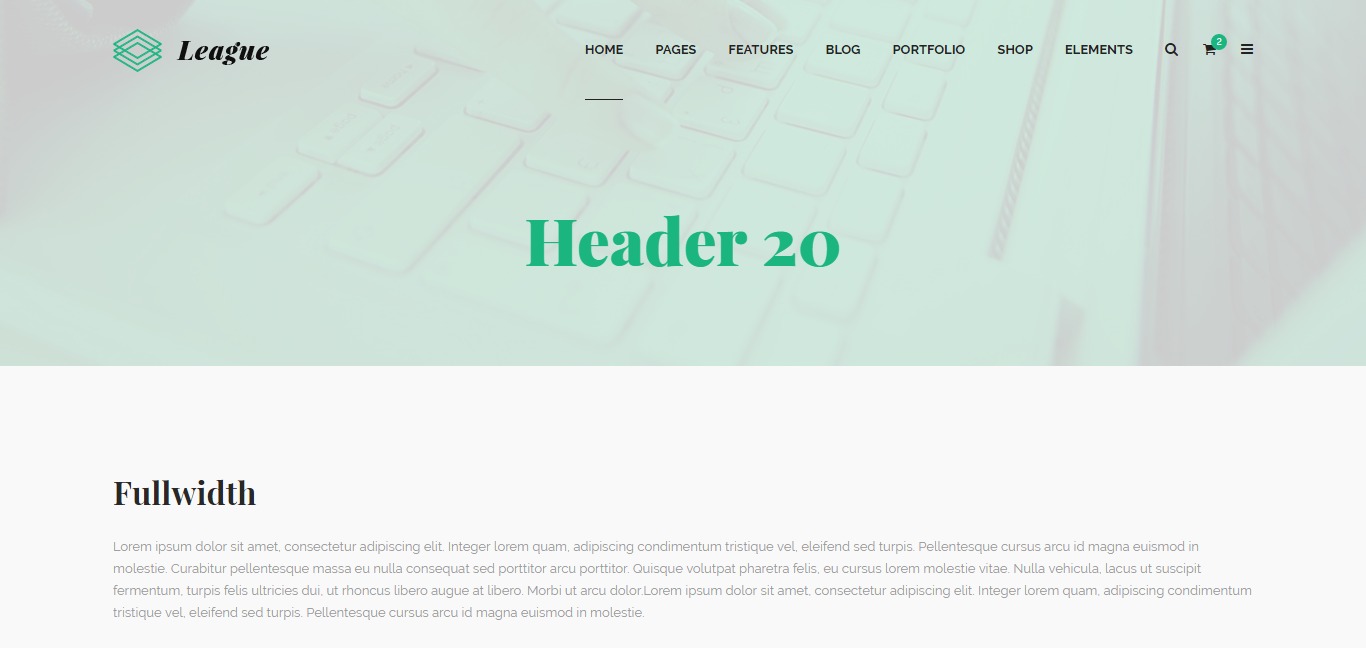 League
HOME PAGES FEATURES BLOG PORTFOLIO SHOP ELEMENTS 2
Header 20
Fullwidth
Lorem ipsum dolor sit amet, consectetur adipiscing elit. Integer lorem quam, adipiscing condimentum tristique vel, eleifend sed turpis. Pellentesque cursus arcu id magna euismod in
molestie. Curabitur pellentesque massa eu nulla consequat sed porttitor arcu porttitor. Quisque volutpat pharetra felis, eu cursus lorem molestie vitae. Nulla vehicula, lacus ut suscipit
fermentum, turpis felis ultricies dui, ut rhoncus libero augue at libero. Morbi ut arcu dolor.Lorem ipsum dolor sit amet, consectetur adipiscing elit. Integer lorem quam, adipiscing condimentum
tristique vel, eleifend sed turpis. Pellentesque cursus arcu id magna euismod in molestie.